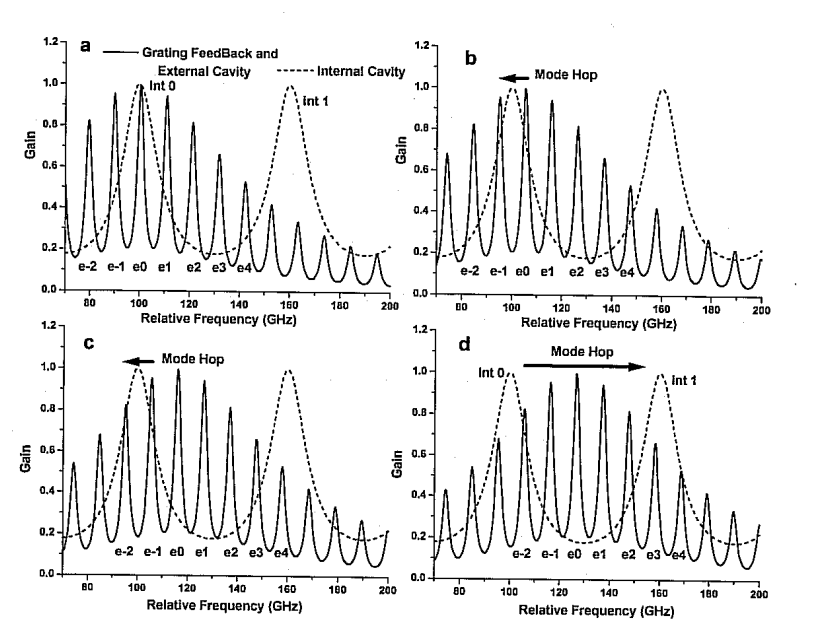 a
Grating FeedBack and
External Cavity
Internal Cavity
Int 0
Int 1
Gain
1.2
1.0
0.8
0.6
0.4
0.2
0.0
e-2 e-1 e0 e1 e2 e3 e4
80 100 120 140 160 180 200
Relative Frequency (GHz)
b
Mode Hop
Gain
1.2
1.0
0.8
0.6
0.4
0.2
0.0
e-2 e-1 e0 e1 e2 e3 e4
80 100 120 140 160 180 200
Relative Frequency (GHz)
c
Mode Hop
Gain
1.2
1.0
0.8
0.6
0.4
0.2
0.0
e-2 e-1 e0 e1 e2 e3 e4
80 100 120 140 160 180 200
Relative Frequency (GHz)
d
Mode Hop
Int 0
Int 1
Gain
1.2
1.0
0.8
0.6
0.4
0.2
0.0
e-2 e-1 e0 e1 e2 e3 e4
80 100 120 140 160 180 200
Relative Frequency (GHz)